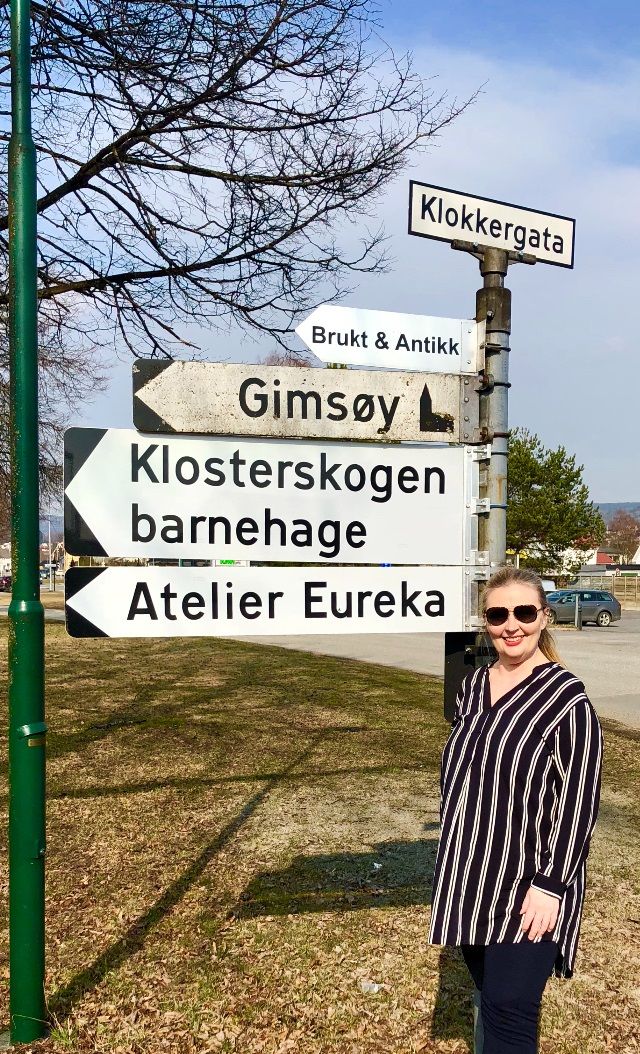 Klokkergata
Brukt & Antikk
Gimsøy
Klosterskogen
barnehage
Atelier Eureka